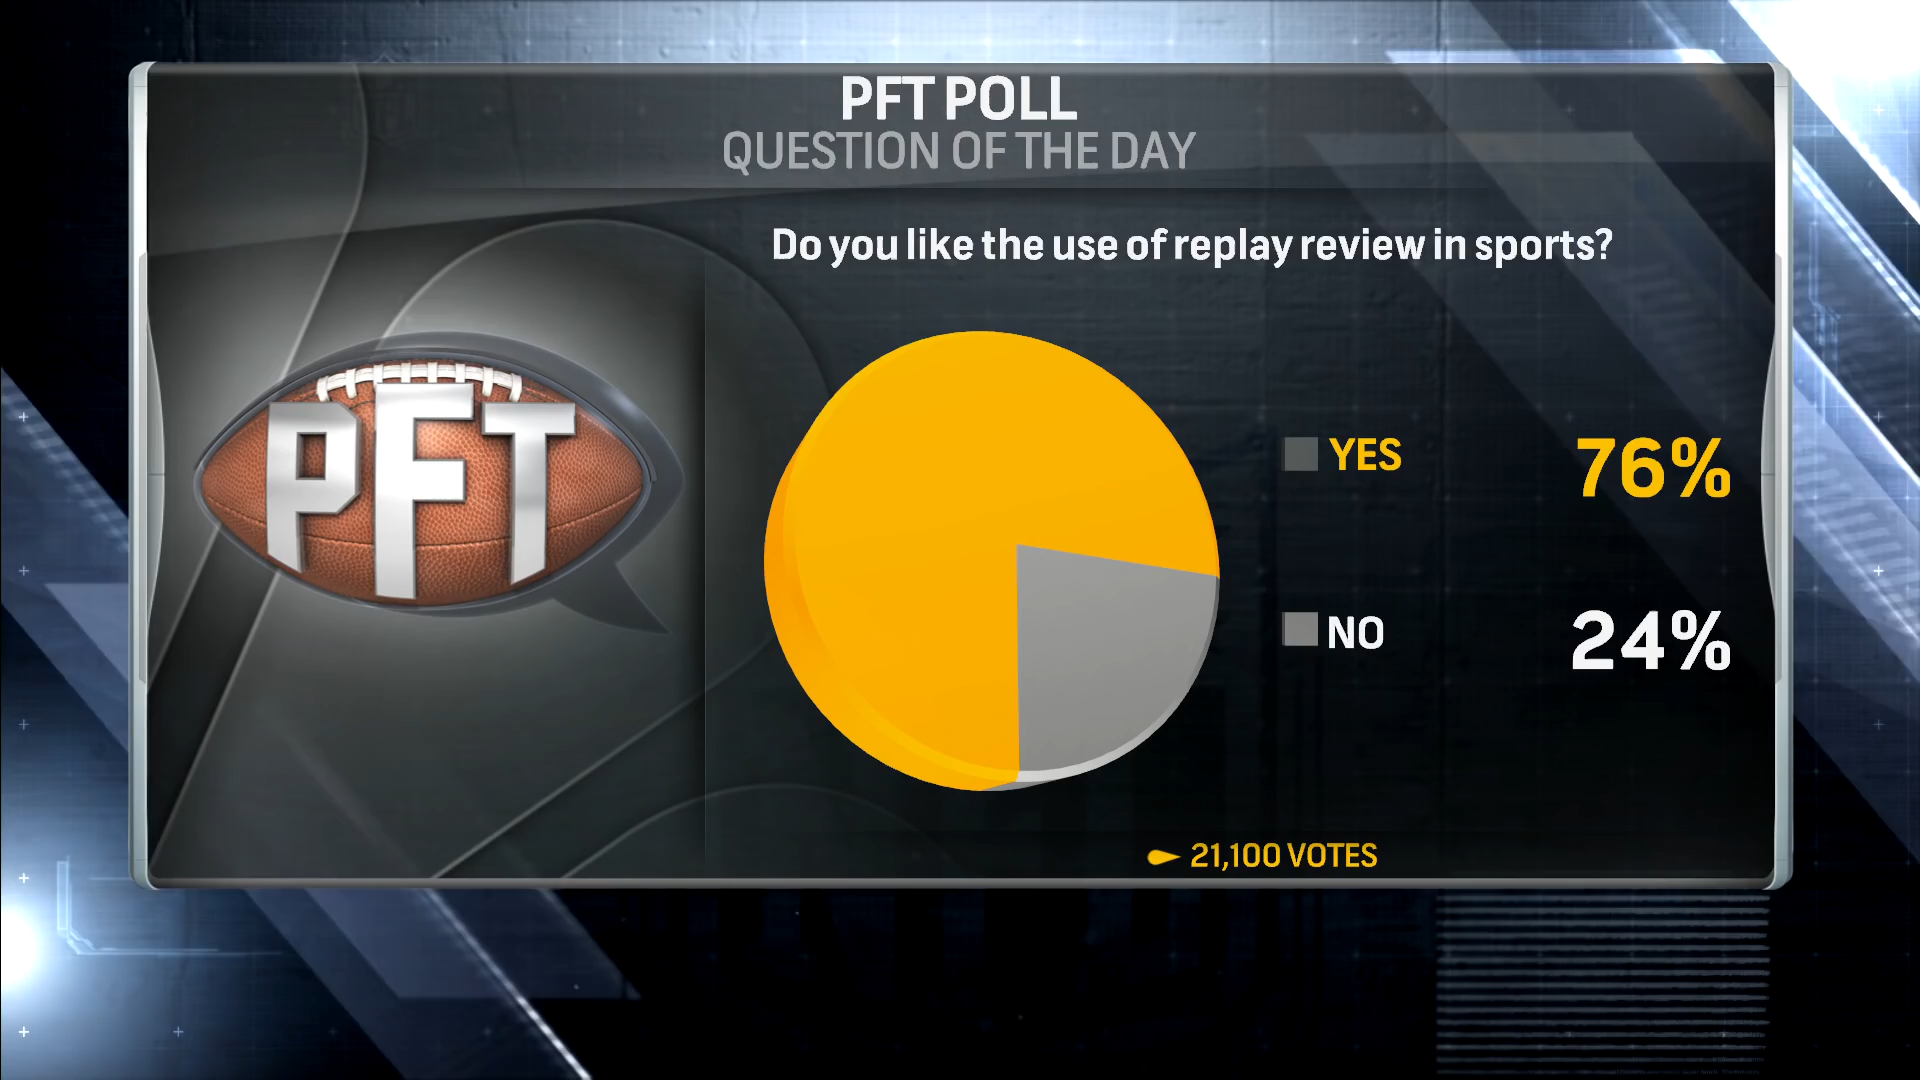 PFT POLL
QUESTION OF THE DAY
Do you like the use of replay review in sports?
PFT
YES 76%
NO 24%
21,100 VOTES